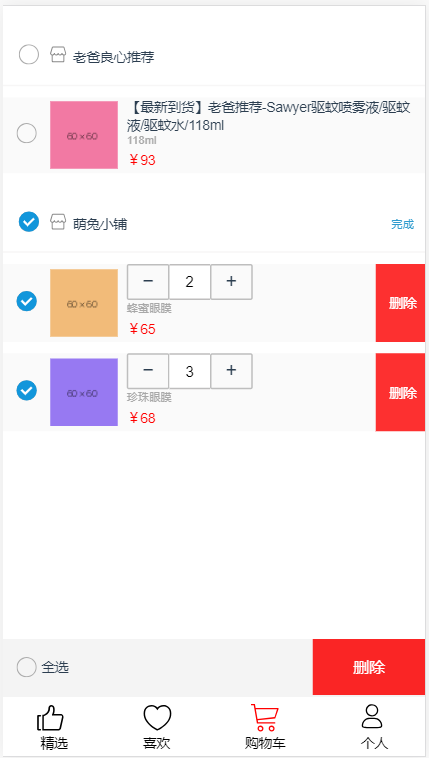 老爸良心推荐
【最新到货】老爸推荐-Sawyer驱蚊喷雾液/驱蚊
液/驱蚊水/118ml
60×60
118ml
￥93
萌兔小铺
完成
− 2 +
60×60
蜂蜜眼膜
￥65
删除
− 3 +
60×60
珍珠眼膜
￥68
删除
全选
删除
精选
喜欢
购物车
个人